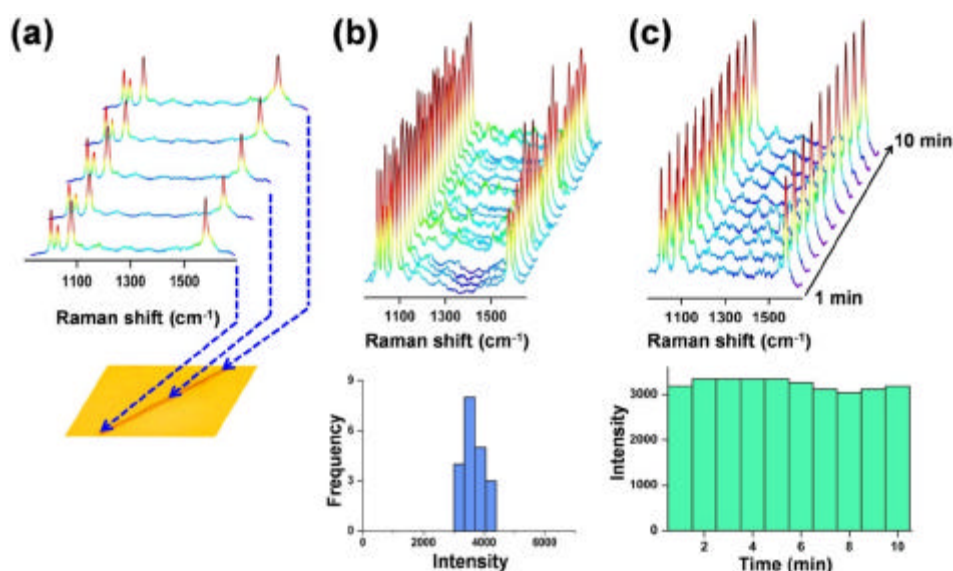 (a)
(b)
(c)
10 min
1 min
1100 1300 1500
Raman shift (cm⁻¹)
1100 1300 1500
Raman shift (cm⁻¹)
1100 1300 1500
Raman shift (cm⁻¹)
9
6
3
0
Frequency
0 2000 4000 6000
Intensity
3000
2000
1000
0
Intensity
2 4 6 8 10
Time (min)